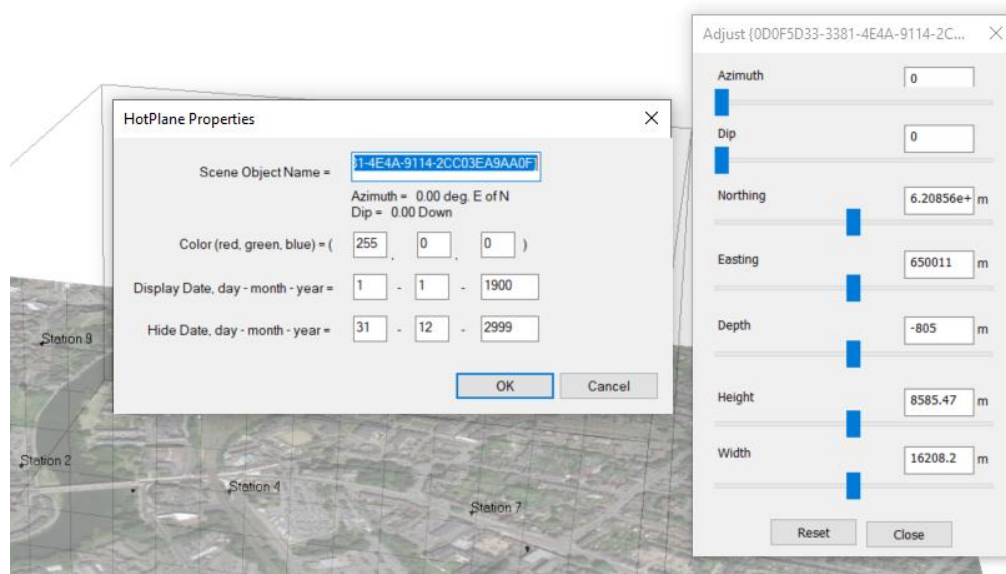 HotPlane Properties
Scene Object Name =
31-4E4A-9114-2CC03EA9AA0F}
Azimuth = 0.00 deg. E of N
Dip = 0.00 Down
Color (red, green, blue) = ( 255 , 0 , 0 )
Display Date, day - month - year = 1 - 1 - 1900
Hide Date, day - month - year = 31 - 12 - 2999
OK Cancel
Adjust {0D0F5D33-3381-4E4A-9114-2C...
Azimuth 0
Dip 0
Northing 6.20856e+ m
Easting 650011 m
Depth -805 m
Height 8585.47 m
Width 16208.2 m
Reset Close
Station 9
Station 2
Station 4
Station 7